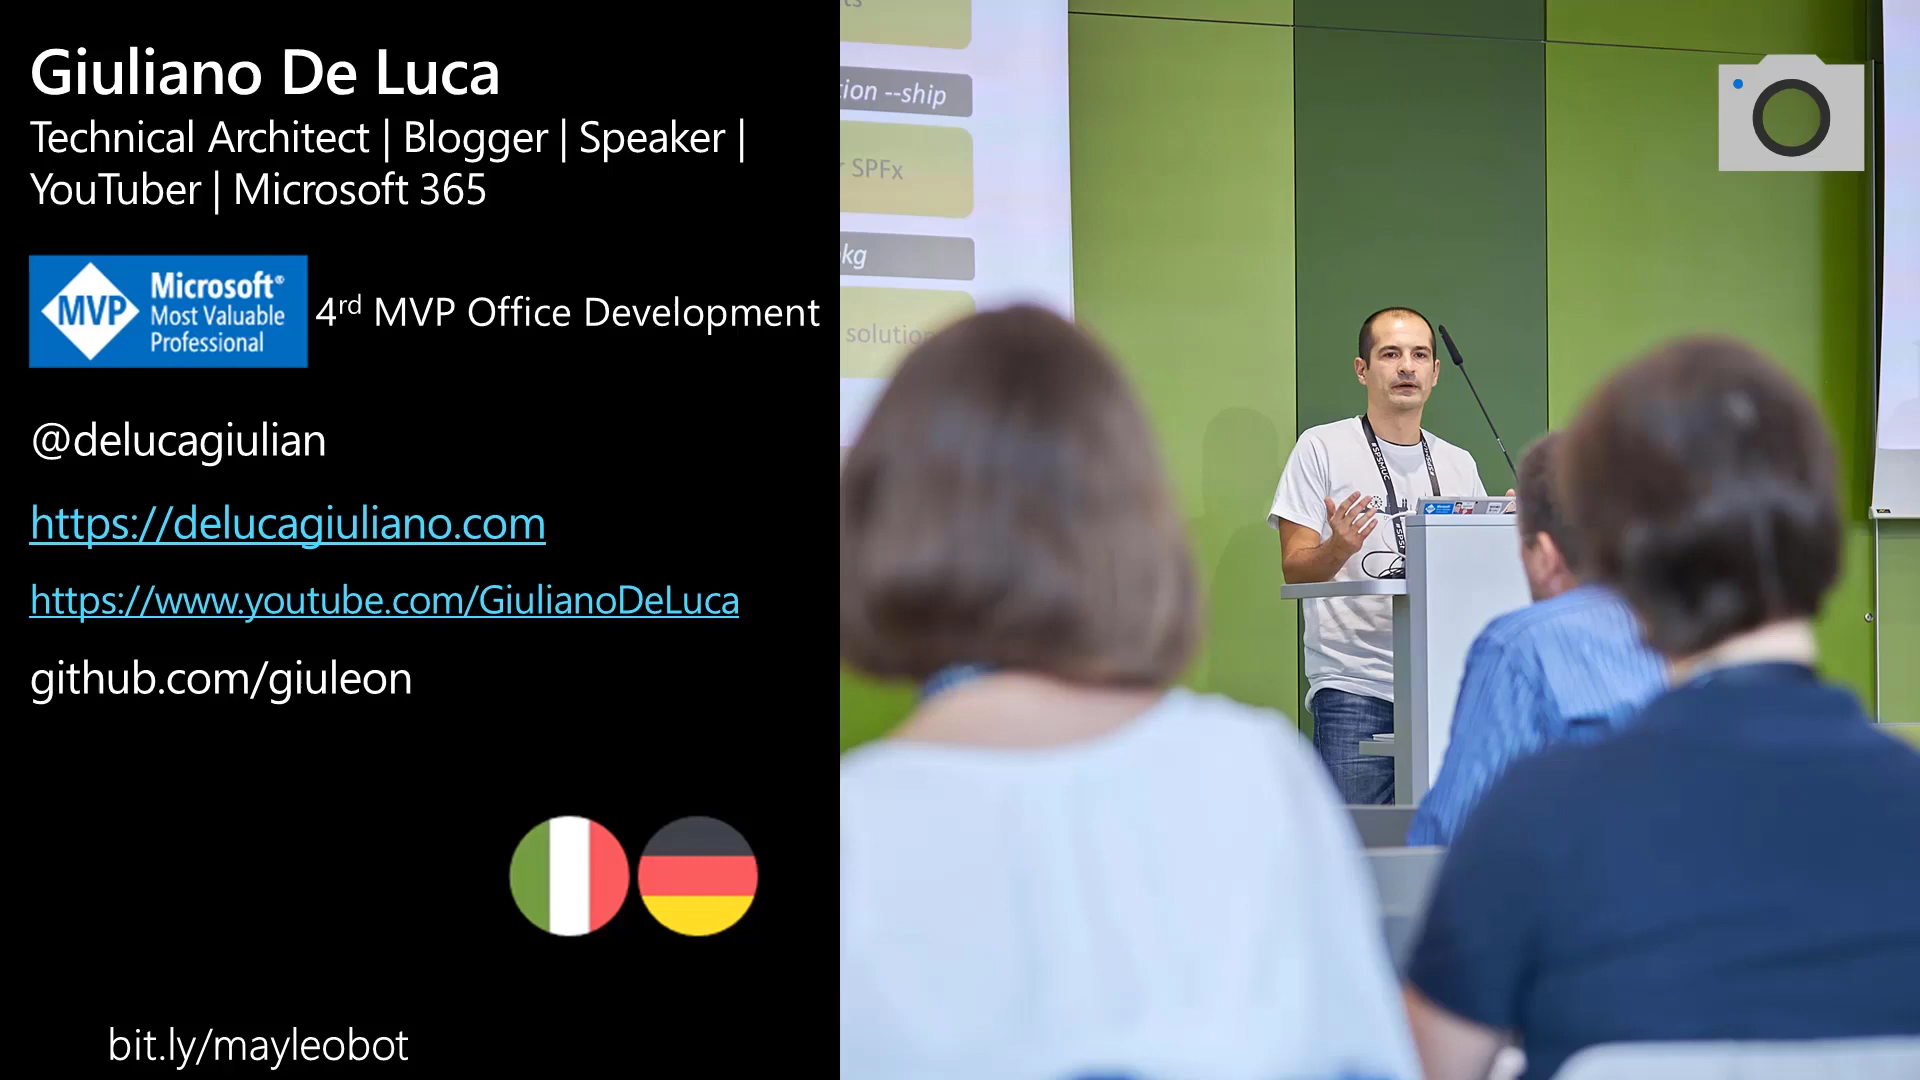 Giuliano De Luca
Technical Architect | Blogger | Speaker |
YouTuber | Microsoft 365
MVP
Microsoft®
Most Valuable
Professional
4rd MVP Office Development
@delucagiulian
https://delucagiuliano.com
https://www.youtube.com/GiulianoDeLuca
github.com/giuleon
bit.ly/mayleobot
ion --ship
SPFx
kg